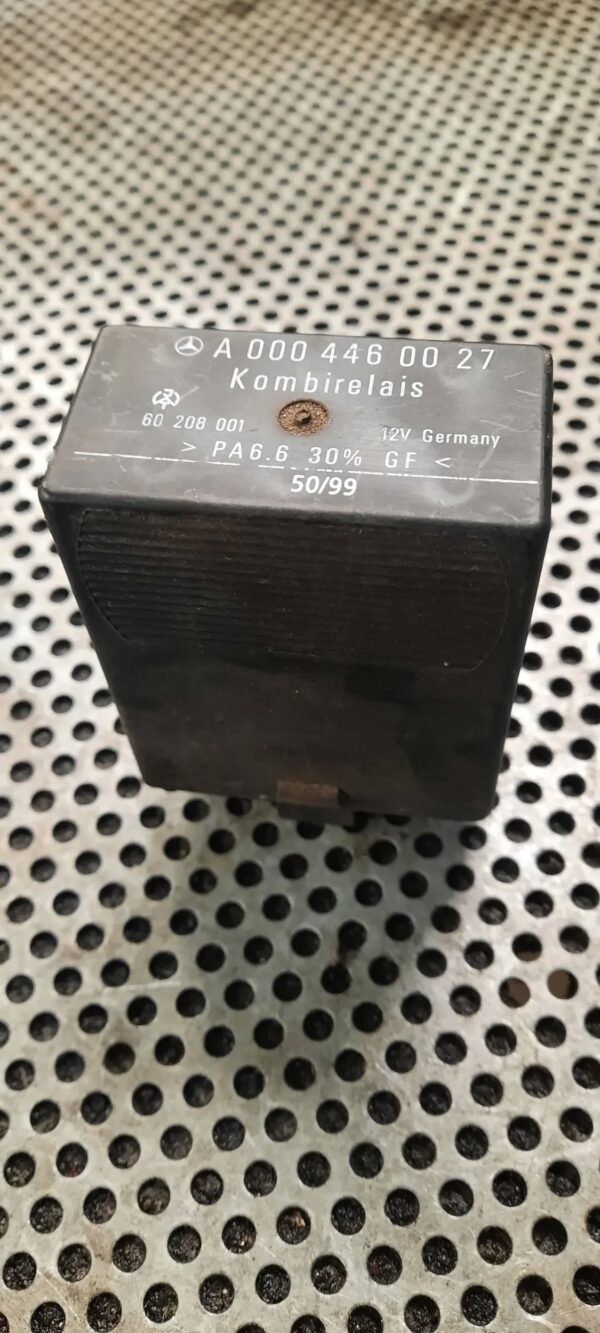 A 000 446 00 27
Kombirelais
60 208 001
12V Germany
> PA6.6 30% GF <
50/99